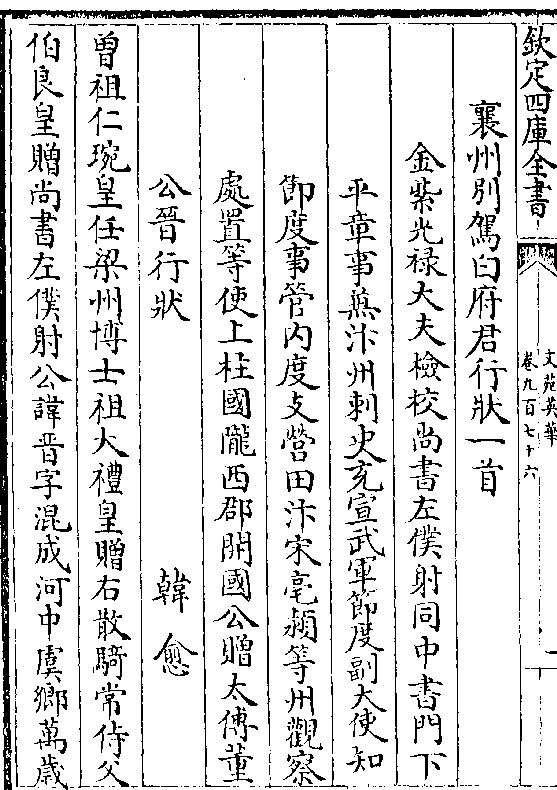 欽定四庫全書
文苑英華
卷九百七十六
一
襄州别駕白府君行狀一首
金紫光禄大夫檢校尚書左僕射同中書門下
平章事兼汴州刺史充宣武軍節度副大使知
節度事管内度支營田汴宋亳潁等州觀察
處置等使上柱國隴西郡開國公贈太傅董
公晉行狀 韓愈
曾祖仁琬皇任梁州博士祖大禮皇贈右散騎常侍父
伯良皇贈尚書左僕射公諱晉字混成河中虞鄉萬歲